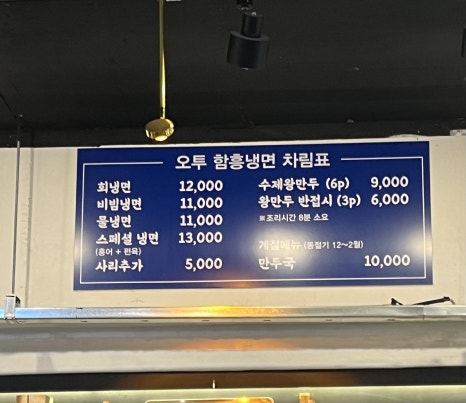 오투 함흥냉면 차림표
회냉면 12,000
비빔냉면 11,000
물냉면 11,000
스페셜 냉면 13,000
(홍어 + 편육)
사리추가 5,000
수제왕만두 (6p) 9,000
왕만두 반접시 (3p) 6,000
※조리시간 8분 소요
계절메뉴 (동절기 12~2월)
만두국 10,000